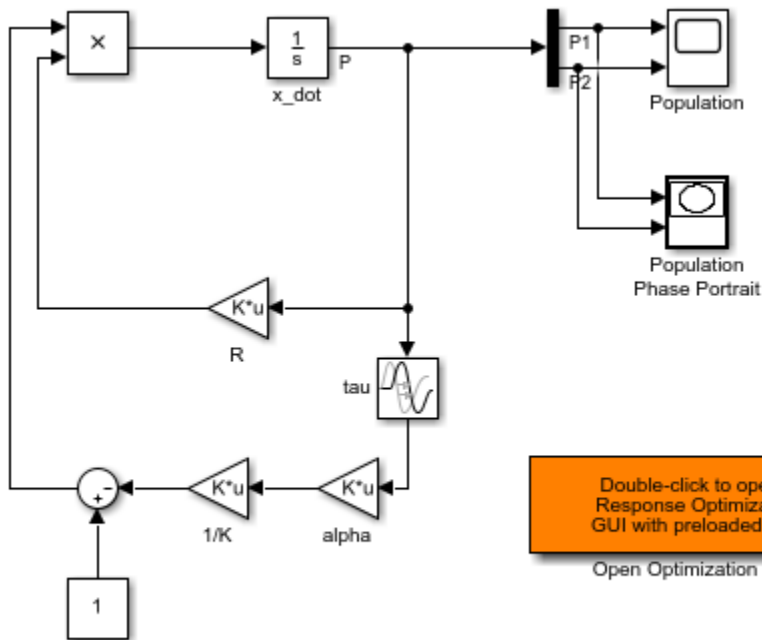 ×
1
s
P
x_dot
P1
P2
Population
Population
Phase Portrait
K*u
R
tau
K*u
K*u
1/K
alpha
-
+
1
Double-click to ope
Response Optimiza
GUI with preloaded
Open Optimization